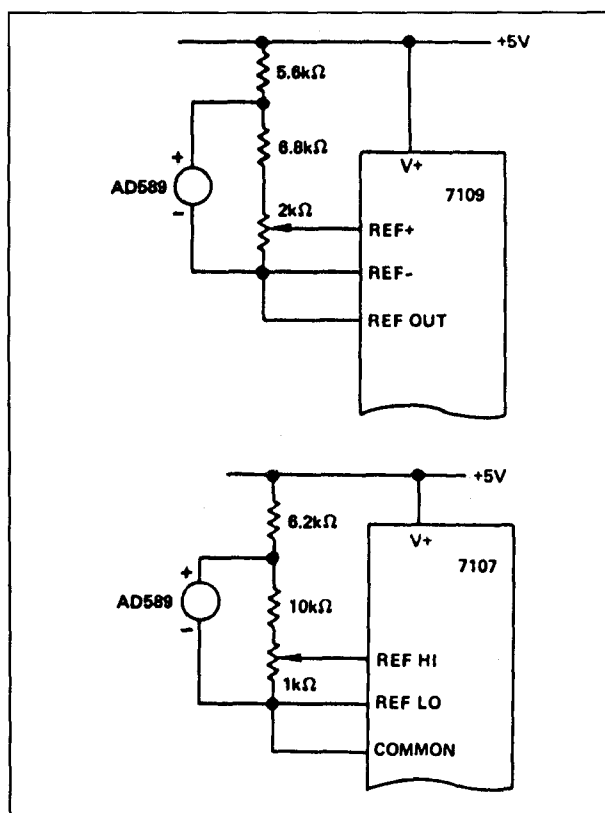 +5V
5.6kΩ
+
6.8kΩ
V+
7109
AD589
-
2kΩ
REF+
REF-
REF OUT
+5V
6.2kΩ
V+
7107
+
AD589
-
10kΩ
REF HI
1kΩ
REF LO
COMMON